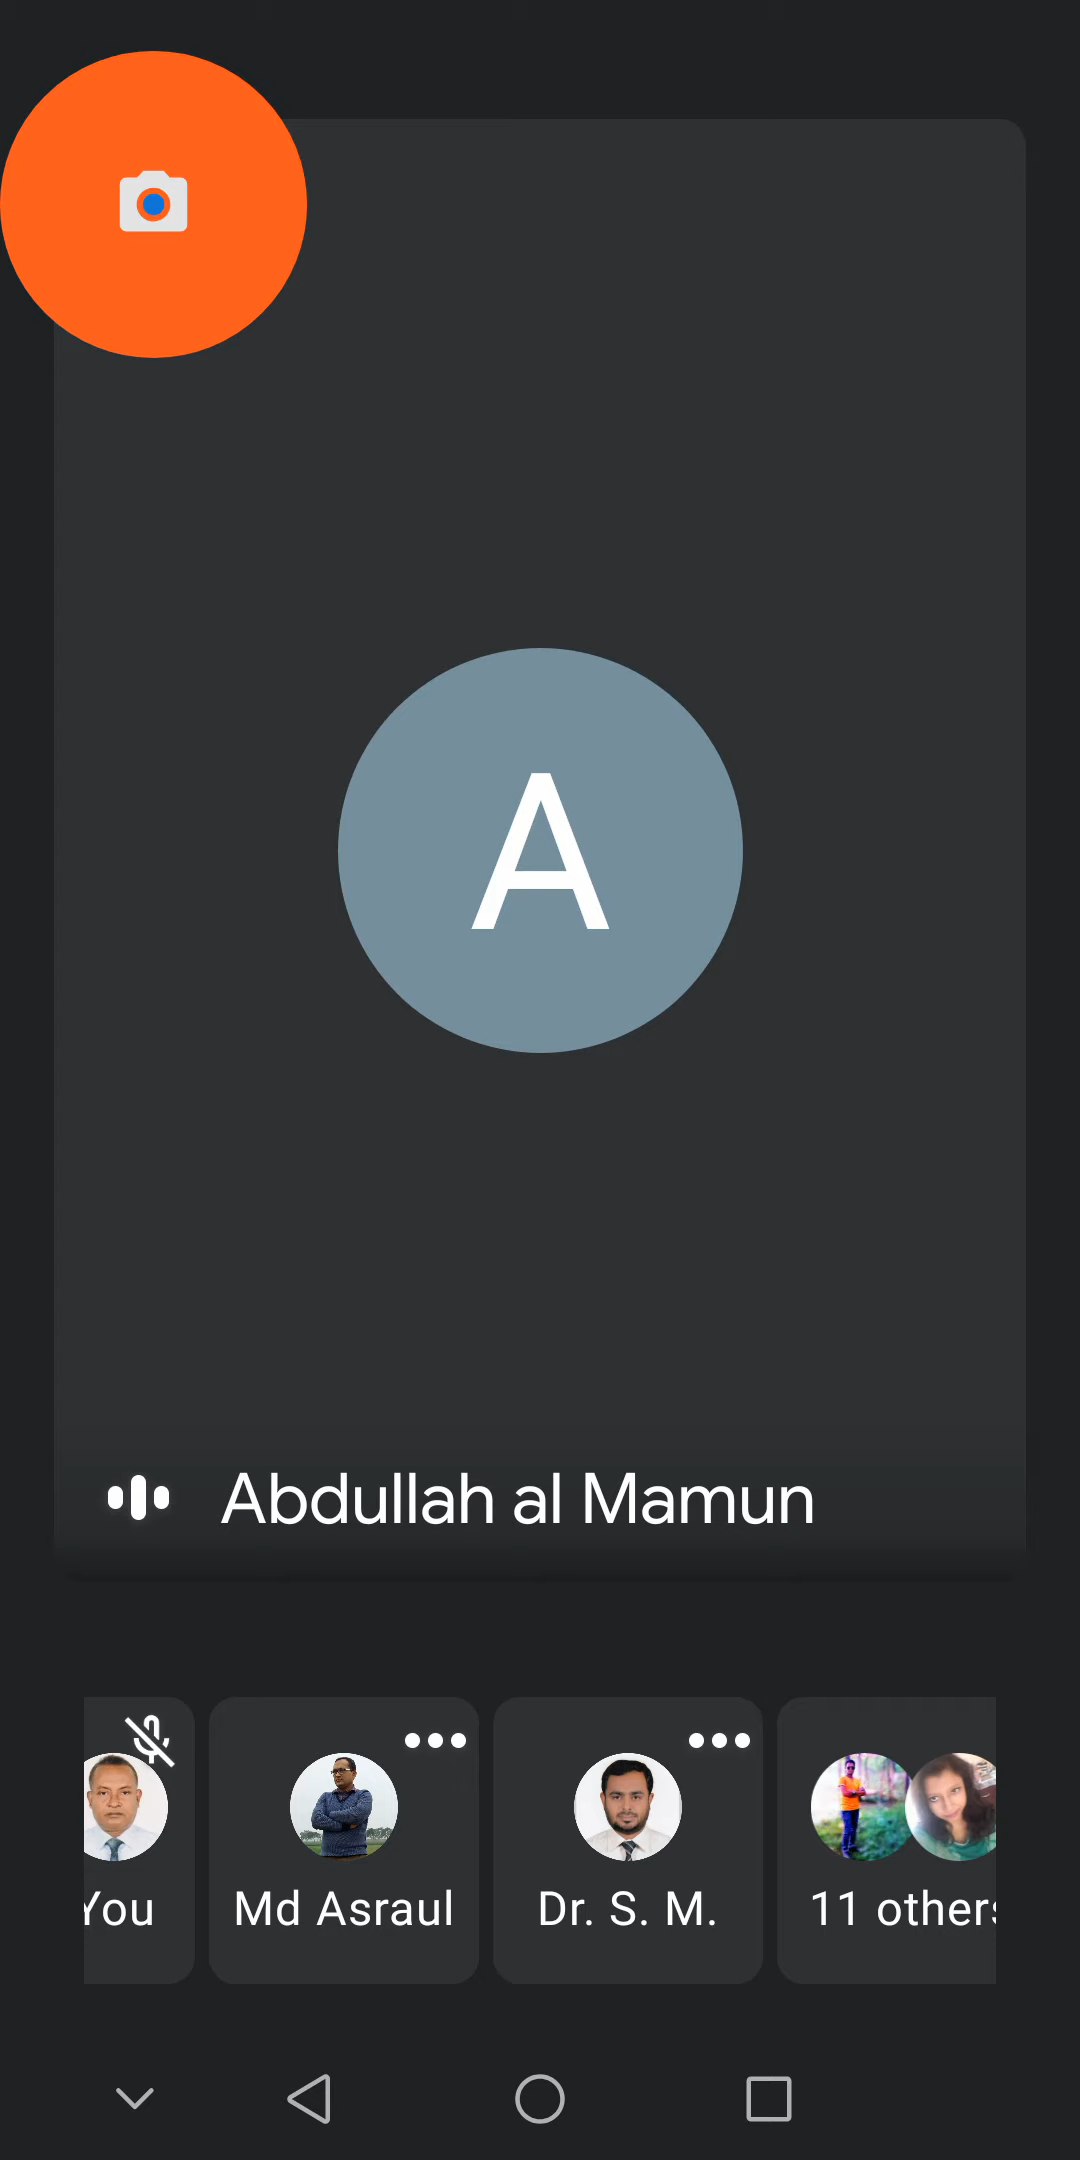 A
Abdullah al Mamun
You
Md Asraul
Dr. S. M.
11 others